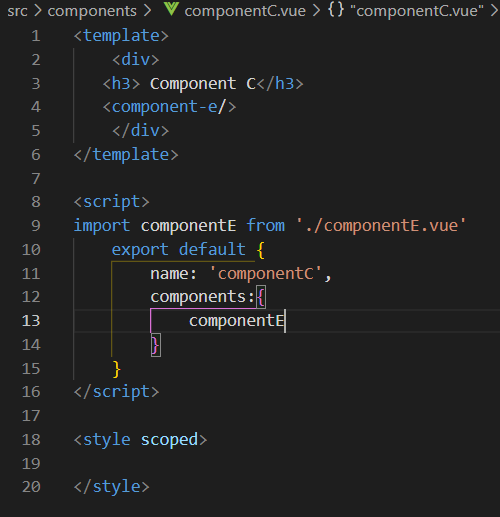 src > components > componentC.vue > {} "componentC.vue" >
1 <template>
2 <div>
3 <h3> Component C</h3>
4 <component-e/>
5 </div>
6 </template>
7
8 <script>
9 import componentE from './componentE.vue'
10 export default {
11 name: 'componentC',
12 components:{
13 componentE
14 }
15 }
16 </script>
17
18 <style scoped>
19
20 </style>